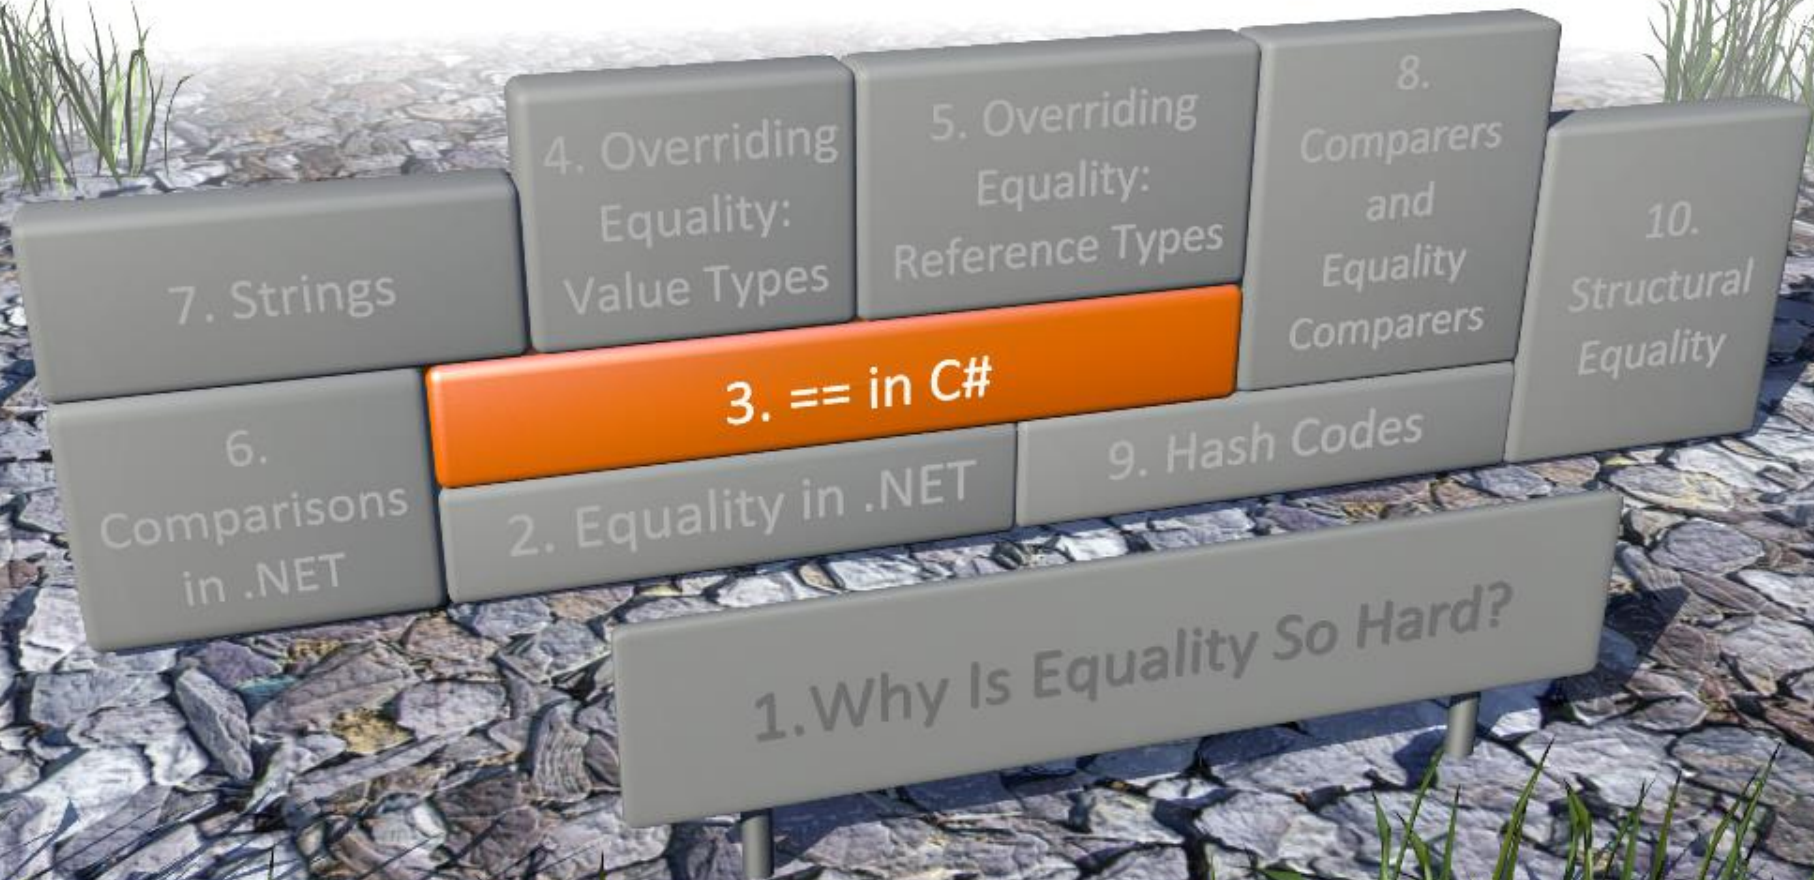 7. Strings
4. Overriding
Equality:
Value Types
5. Overriding
Equality:
Reference Types
8.
Comparers
and
Equality
Comparers
10.
Structural
Equality
3. == in C#
6.
Comparisons
in .NET
2. Equality in .NET
9. Hash Codes
1.Why Is Equality So Hard?